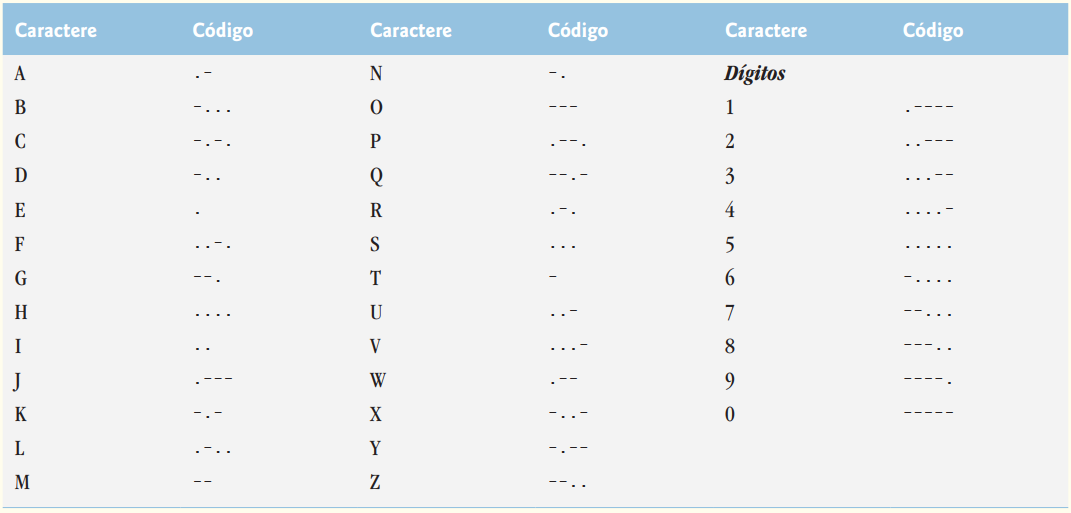 Caractere Código Caractere Código Caractere Código
A .- N -. Dígitos
B -... O --- 1 .----
C -.-. P .--. 2 ..---
D -.. Q --.- 3 ...--
E . R .-. 4 ....-
F ..-. S ... 5 .....
G --. T - 6 -....
H .... U ..- 7 --...
I .. V ...- 8 ---..
J .--- W .-- 9 ----.
K -.- X -..- 0 -----
L .-.. Y -.--
M -- Z --..